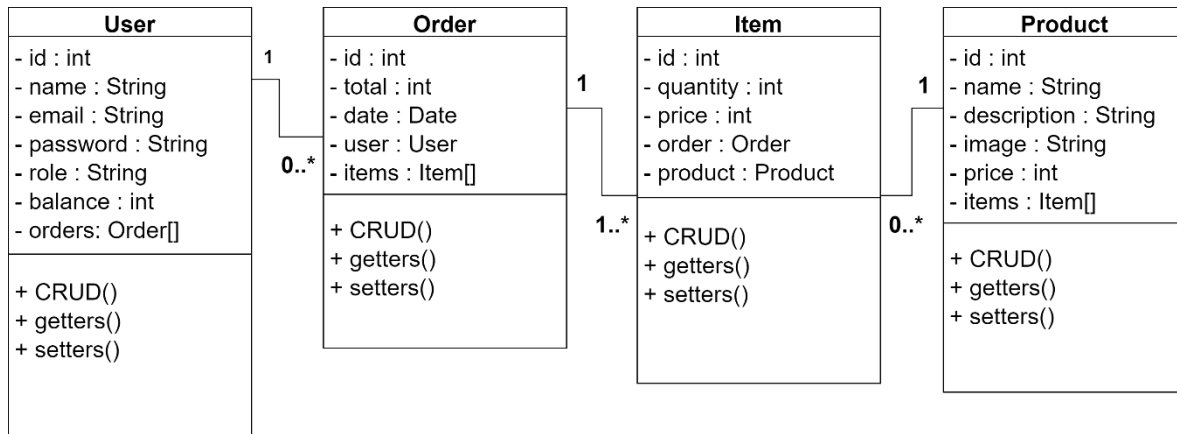 User
- id : int
- name : String
- email : String
- password : String
- role : String
- balance : int
- orders: Order[]
+ CRUD()
+ getters()
+ setters()
1
0..*
Order
- id : int
- total : int
- date : Date
- user : User
- items : Item[]
+ CRUD()
+ getters()
+ setters()
1
1..*
Item
- id : int
- quantity : int
- price : int
- order : Order
- product : Product
+ CRUD()
+ getters()
+ setters()
1
0..*
Product
- id : int
- name : String
- description : String
- image : String
- price : int
- items : Item[]
+ CRUD()
+ getters()
+ setters()